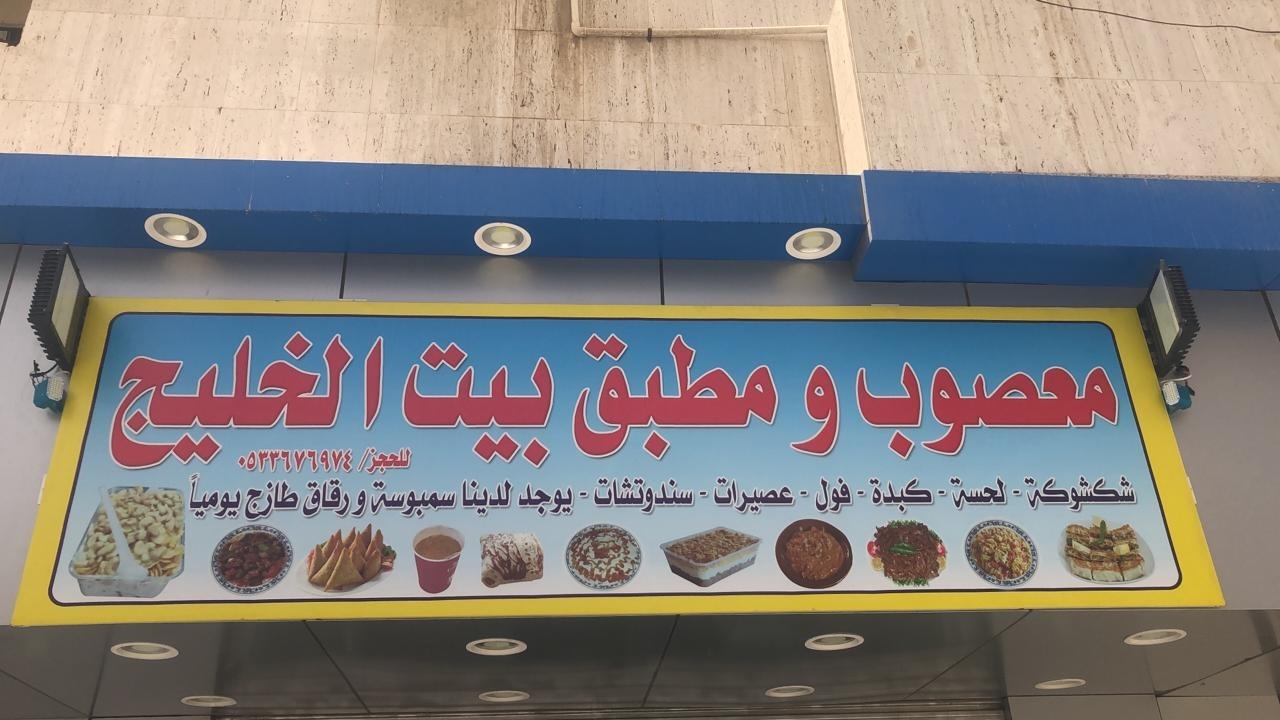 معصوب و مطبق بيت الخليج
للحجز/ ٠٥٣٣٦٧٦٩٧٤
شكشوكة - لحسة - كبدة - فول - عصيرات - سندوتشات - يوجد لدينا سمبوسة و رقاق طازج يومياً